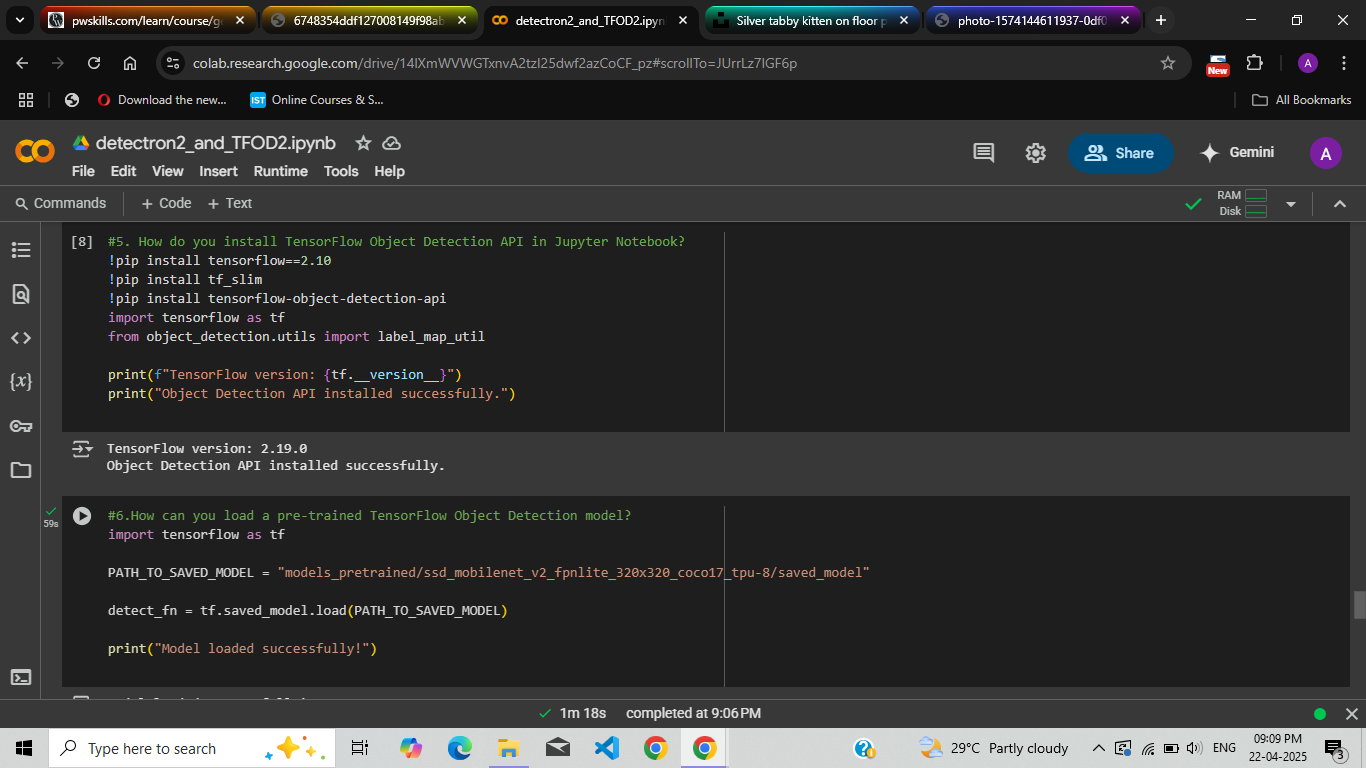 pwskills.com/learn/course/g
6748354ddf127008149f98ab
detectron2_and_TFOD2.ipyn
Silver tabby kitten on floor p
photo-1574144611937-0df0
colab.research.google.com/drive/14lXmWVWGTxnvA2tzl25dwf2azCoCF_pz#scrollTo=JUrrLz7lGF6p
New
A
Download the new...
IST
Online Courses & S...
All Bookmarks
detectron2_and_TFOD2.ipynb
File Edit View Insert Runtime Tools Help
Share
Gemini
A
Commands + Code + Text
RAM
Disk
[8] #5. How do you install TensorFlow Object Detection API in Jupyter Notebook?
!pip install tensorflow==2.10
!pip install tf_slim
!pip install tensorflow-object-detection-api
import tensorflow as tf
from object_detection.utils import label_map_util
print(f"TensorFlow version: {tf.__version__}")
print("Object Detection API installed successfully.")
TensorFlow version: 2.19.0
Object Detection API installed successfully.
59s
#6.How can you load a pre-trained TensorFlow Object Detection model?
import tensorflow as tf
PATH_TO_SAVED_MODEL = "models_pretrained/ssd_mobilenet_v2_fpnlite_320x320_coco17_tpu-8/saved_model"
detect_fn = tf.saved_model.load(PATH_TO_SAVED_MODEL)
print("Model loaded successfully!")
1m 18s completed at 9:06 PM
Type here to search
29°C Partly cloudy
ENG
09:09 PM
22-04-2025
3